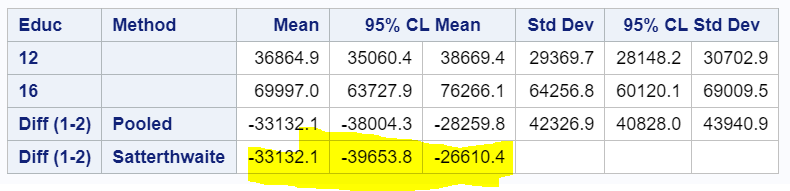 Educ Method Mean 95% CL Mean Std Dev 95% CL Std Dev
12 36864.9 35060.4 38669.4 29369.7 28148.2 30702.9
16 69997.0 63727.9 76266.1 64256.8 60120.1 69009.5
Diff (1-2) Pooled -33132.1 -38004.3 -28259.8 42326.9 40828.0 43940.9
Diff (1-2) Satterthwaite -33132.1 -39653.8 -26610.4